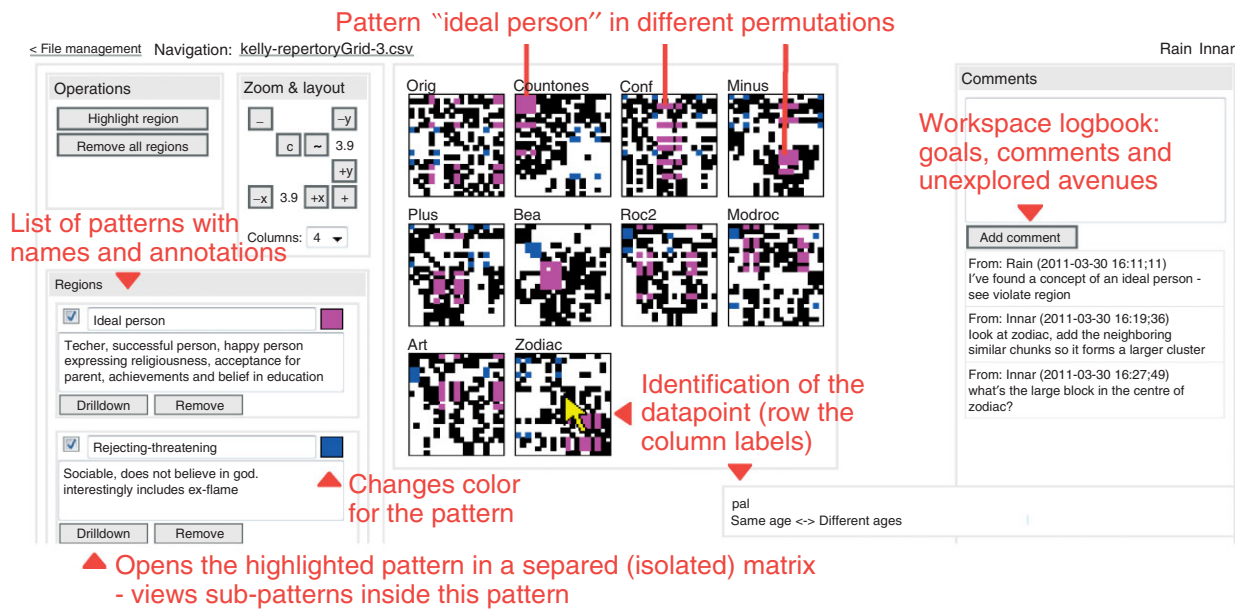 Pattern ‶ideal person″ in different permutations
< File management Navigation: kelly-repertoryGrid-3.csv
Rain Innar
Operations
Highlight region
Remove all regions
Zoom & layout
– –y
c ~ 3.9
+y
–x 3.9 +x +
Columns: 4
List of patterns with
names and annotations
Regions
Ideal person
Techer, successful person, happy person
expressing religiousness, acceptance for
parent, achievements and belief in education
Drilldown Remove
Rejecting-threatening
Sociable, does not believe in god.
interestingly includes ex-flame
Drilldown Remove
Changes color
for the pattern
Opens the highlighted pattern in a separed (isolated) matrix
- views sub-patterns inside this pattern
Orig Countones Conf Minus
Plus Bea Roc2 Modroc
Art Zodiac
Identification of the
datapoint (row the
column labels)
pal
Same age <-> Different ages
Comments
Workspace logbook:
goals, comments and
unexplored avenues
Add comment
From: Rain (2011-03-30 16:11;11)
I′ve found a concept of an ideal person -
see violate region
From: Innar (2011-03-30 16:19;36)
look at zodiac, add the neighboring
similar chunks so it forms a larger cluster
From: Innar (2011-03-30 16:27;49)
what′s the large block in the centre of
zodiac?